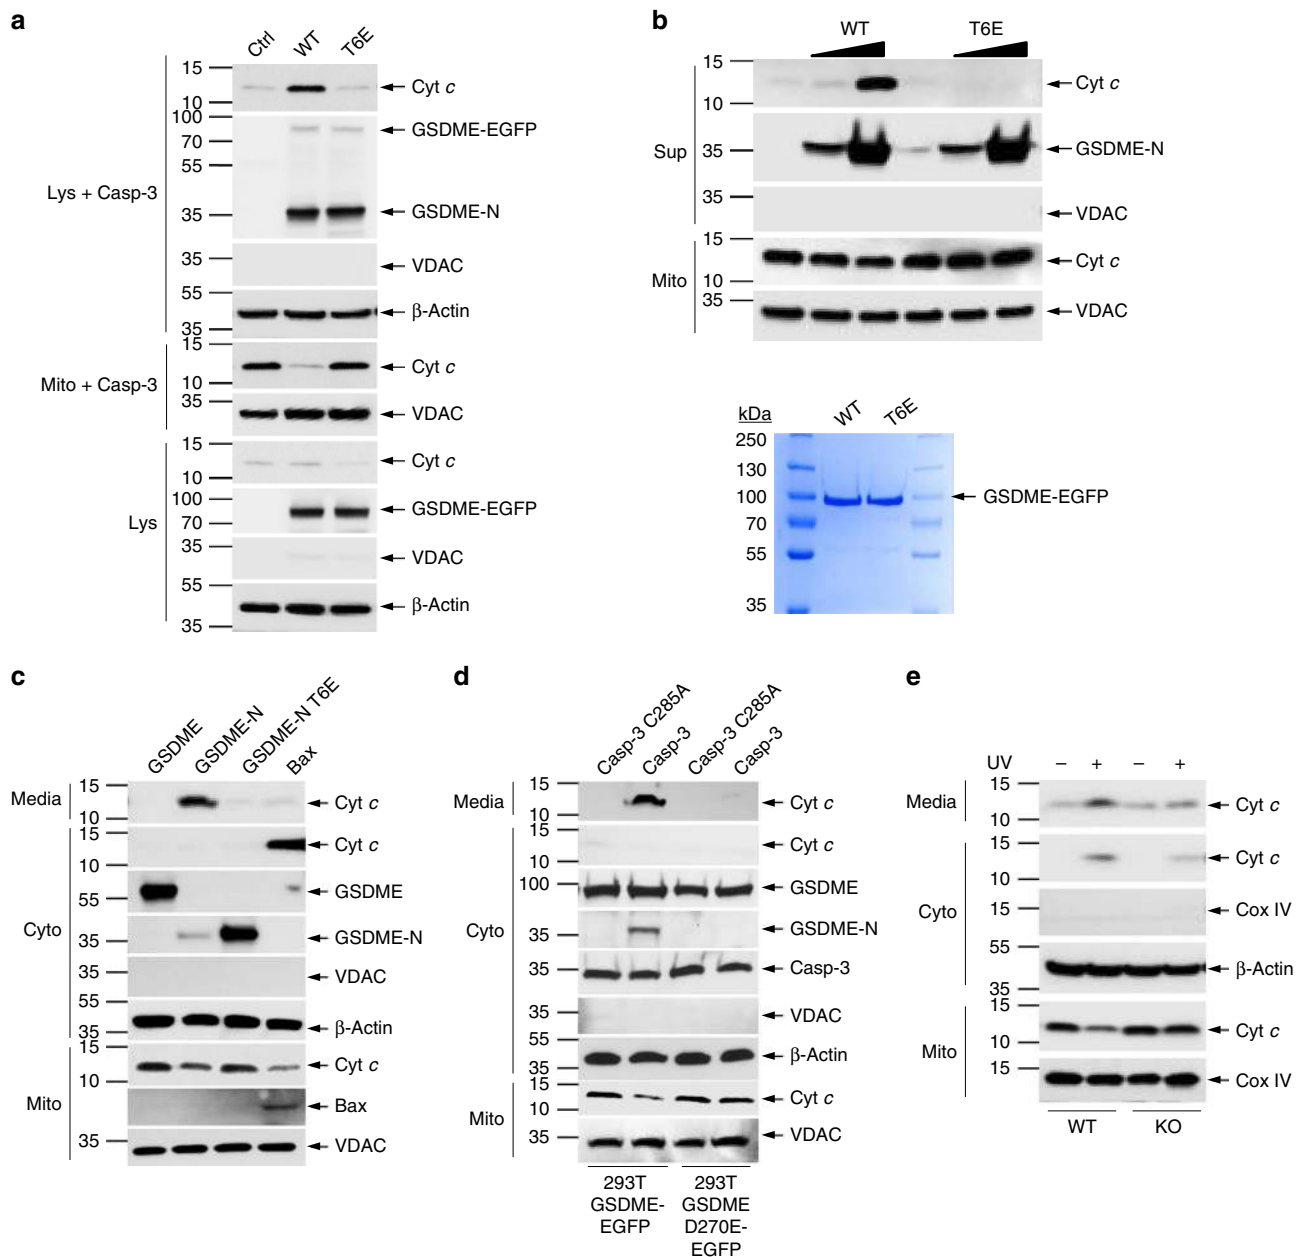 a
Ctrl WT T6E
Lys + Casp-3
15
10
Cyt c
100
70
55
35
GSDME-EGFP
GSDME-N
35
VDAC
55
35
β-Actin
Mito + Casp-3
15
10
Cyt c
35
VDAC
Lys
15
10
Cyt c
100
70
GSDME-EGFP
35
VDAC
55
35
β-Actin
b
WT T6E
Sup
15
10
Cyt c
35
GSDME-N
35
VDAC
Mito
15
10
Cyt c
35
VDAC
kDa WT T6E
250
130
100
70
55
35
GSDME-EGFP
c
GSDME GSDME-N GSDME-N T6E Bax
Media
15
10
Cyt c
Cyto
15
10
Cyt c
55
GSDME
35
GSDME-N
35
VDAC
55
35
β-Actin
Mito
15
10
Cyt c
Bax
35
VDAC
d
Casp-3 C285A Casp-3 Casp-3 C285A Casp-3
Media
15
10
Cyt c
Cyto
15
10
Cyt c
100
GSDME
35
GSDME-N
35
Casp-3
35
VDAC
55
35
β-Actin
Mito
15
10
Cyt c
35
VDAC
293T
GSDME-
EGFP
293T
GSDME
D270E-
EGFP
e
UV − + − +
Media
15
10
Cyt c
Cyto
15
10
Cyt c
15
Cox IV
55
35
β-Actin
Mito
15
10
Cyt c
15
Cox IV
WT KO